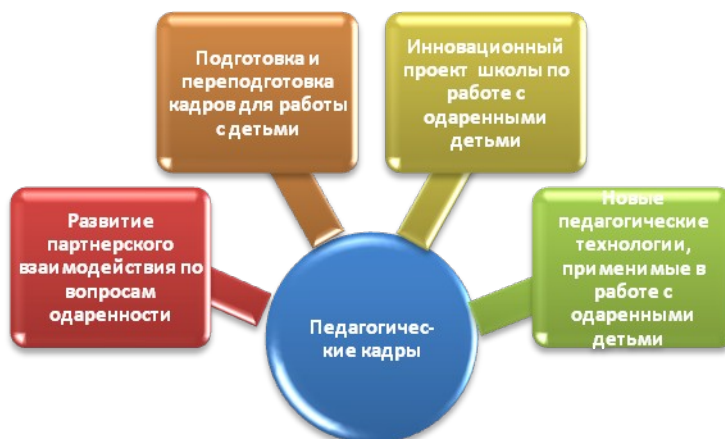 Подготовка и
переподготовка
кадров для работы
с детьми
Инновационный
проект школы по
работе с
одаренными
детьми
Развитие
партнерского
взаимодействия по
вопросам
одаренности
Новые
педагогические
технологии,
применимые в
работе с
одаренными
детьми
Педагогичес-
кие кадры